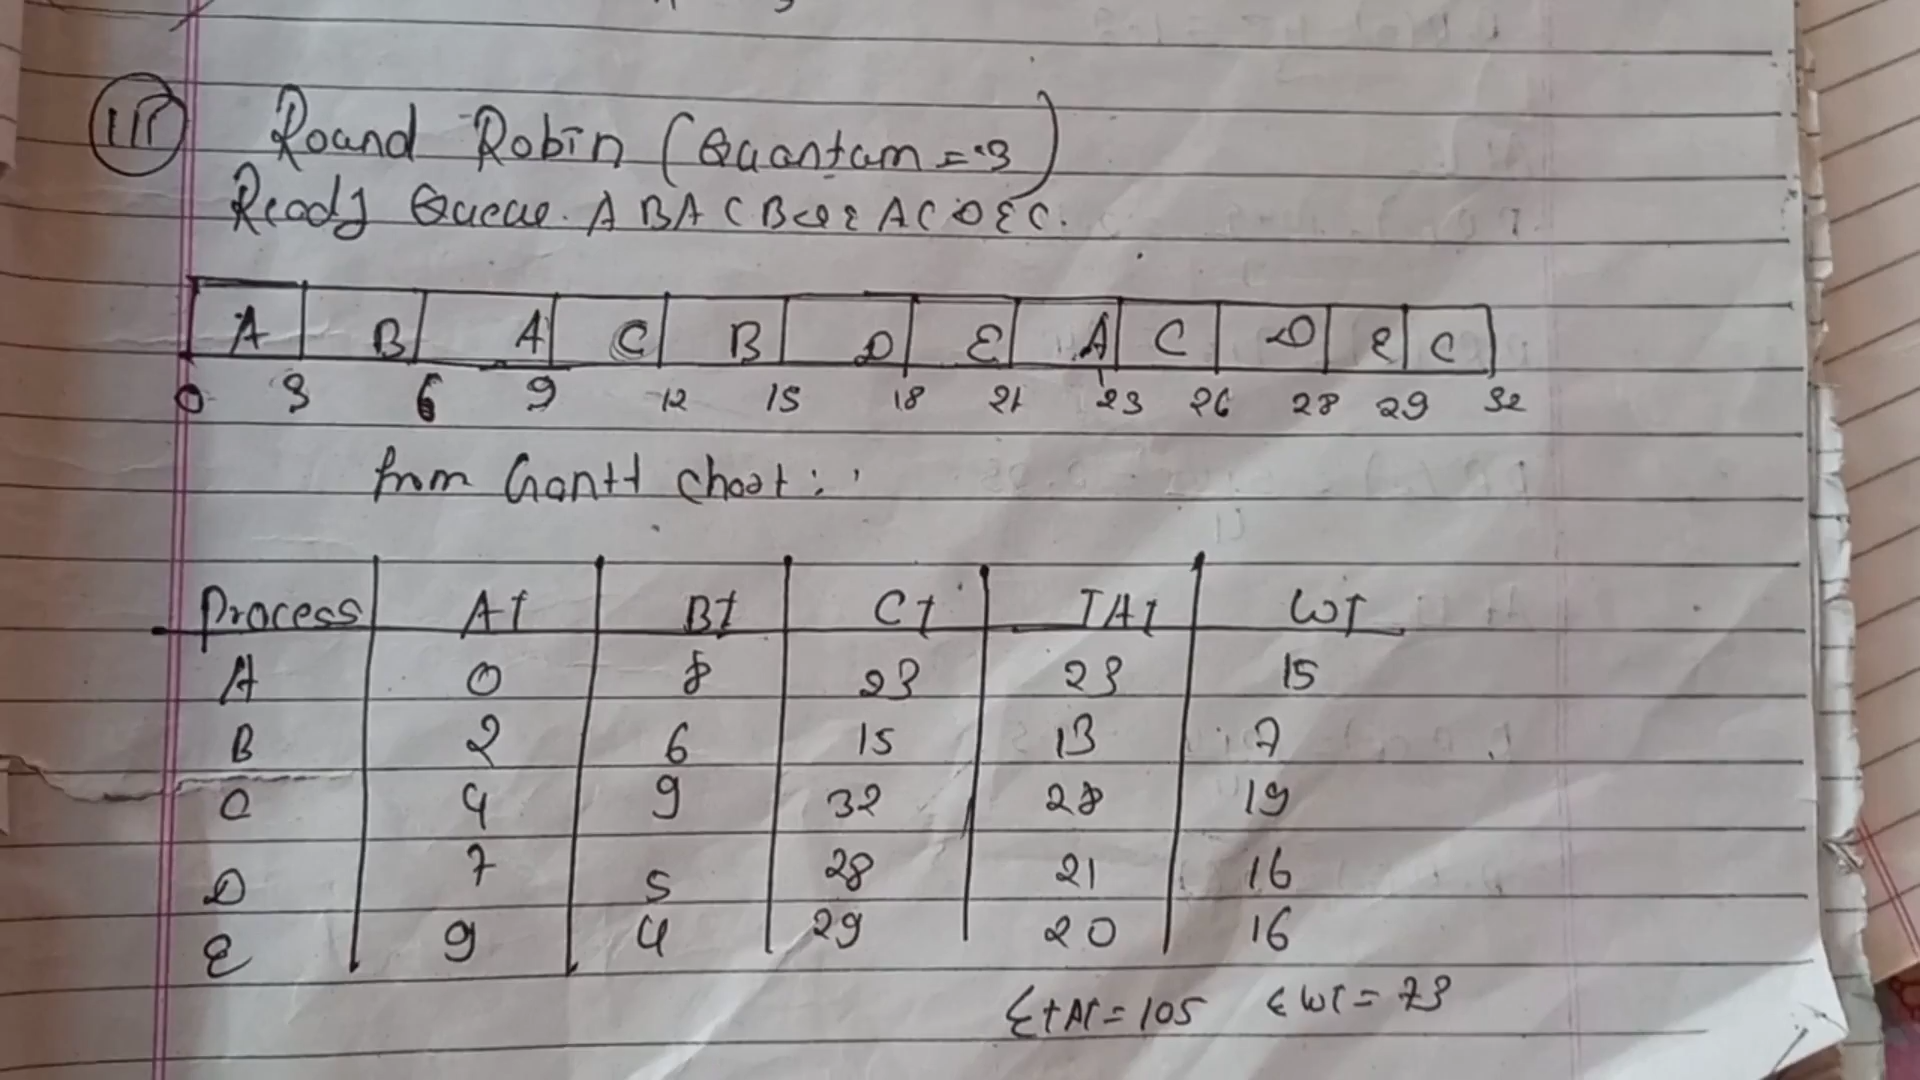 III
Round Robin (Quantam = 3)
Ready Queue. A B A C B D E A C D E C.
A B A C B D E A C D E C
0 3 6 9 12 15 18 21 23 26 28 29 32
from Gantt chart :
Process At Bt Ct TAt WT
A 0 8 23 23 15
B 2 6 15 13 7
C 4 9 32 28 19
D 7 5 28 21 16
E 9 4 29 20 16
ΣtAt = 105 ΣWt = 73